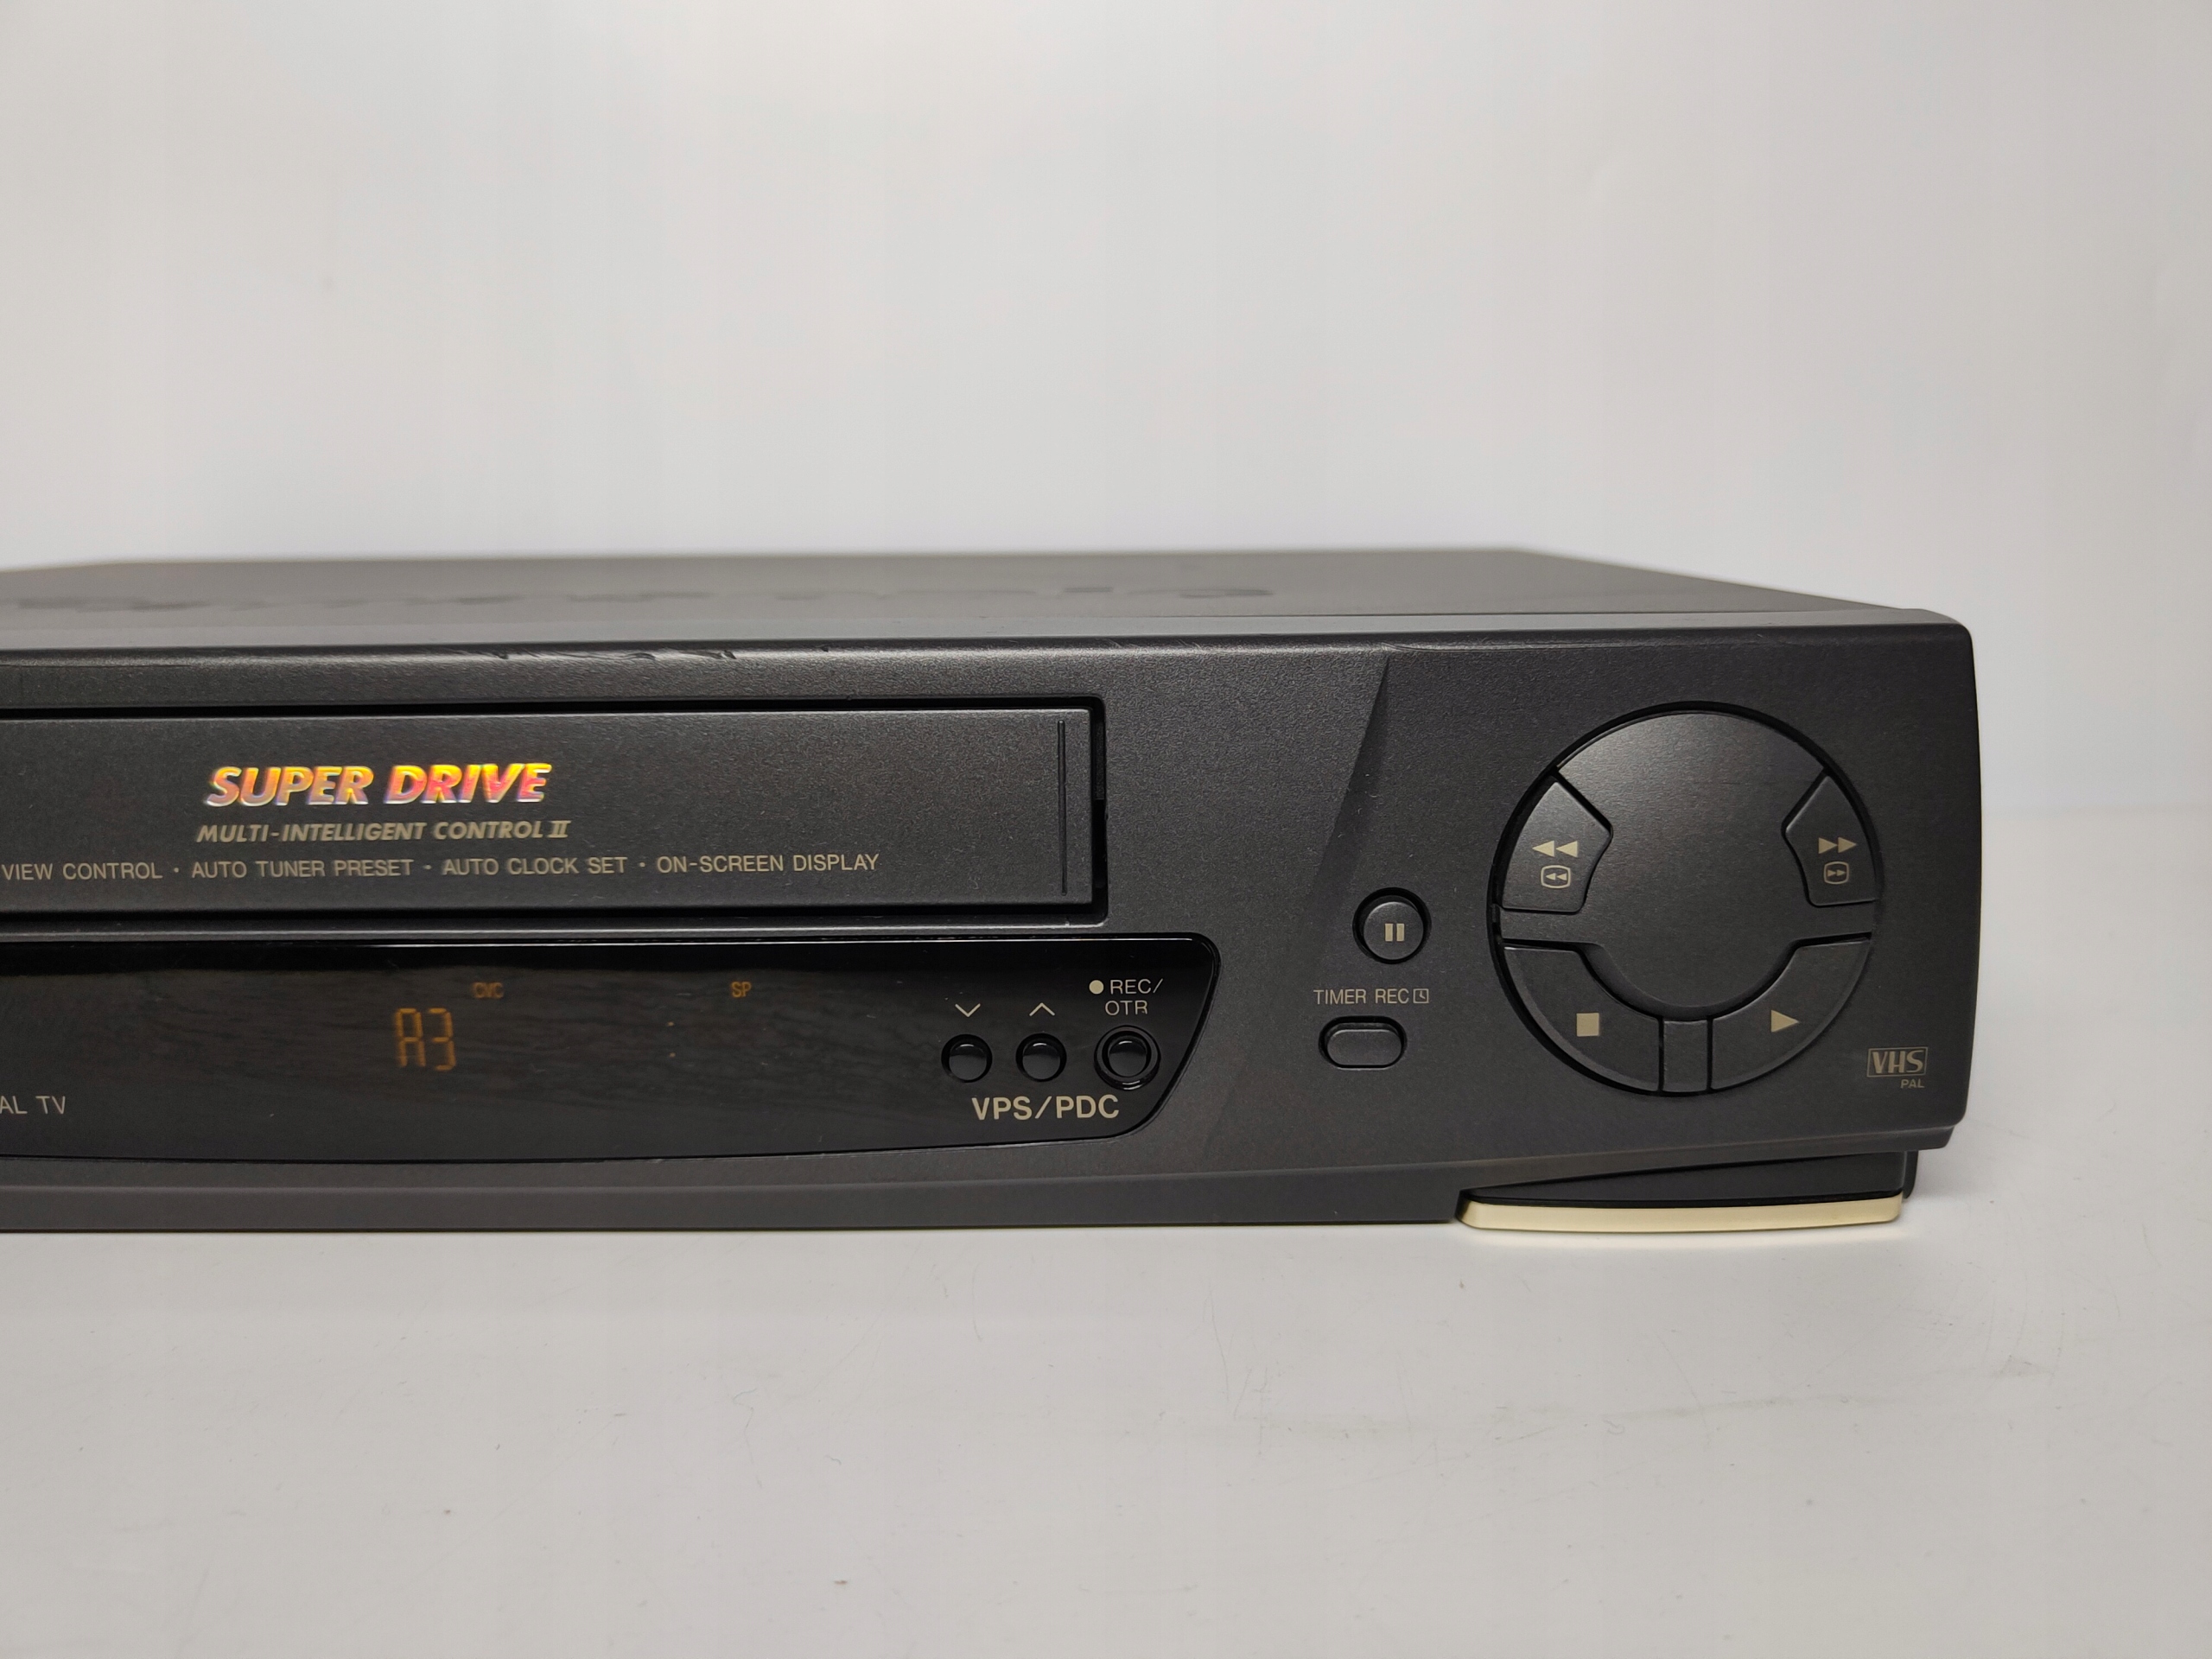 SUPER DRIVE
MULTI-INTELLIGENT CONTROL II
VIEW CONTROL · AUTO TUNER PRESET · AUTO CLOCK SET · ON-SCREEN DISPLAY
CVC
SP
A3
REC/
OTR
VPS/PDC
AL TV
TIMER REC
VHS
PAL